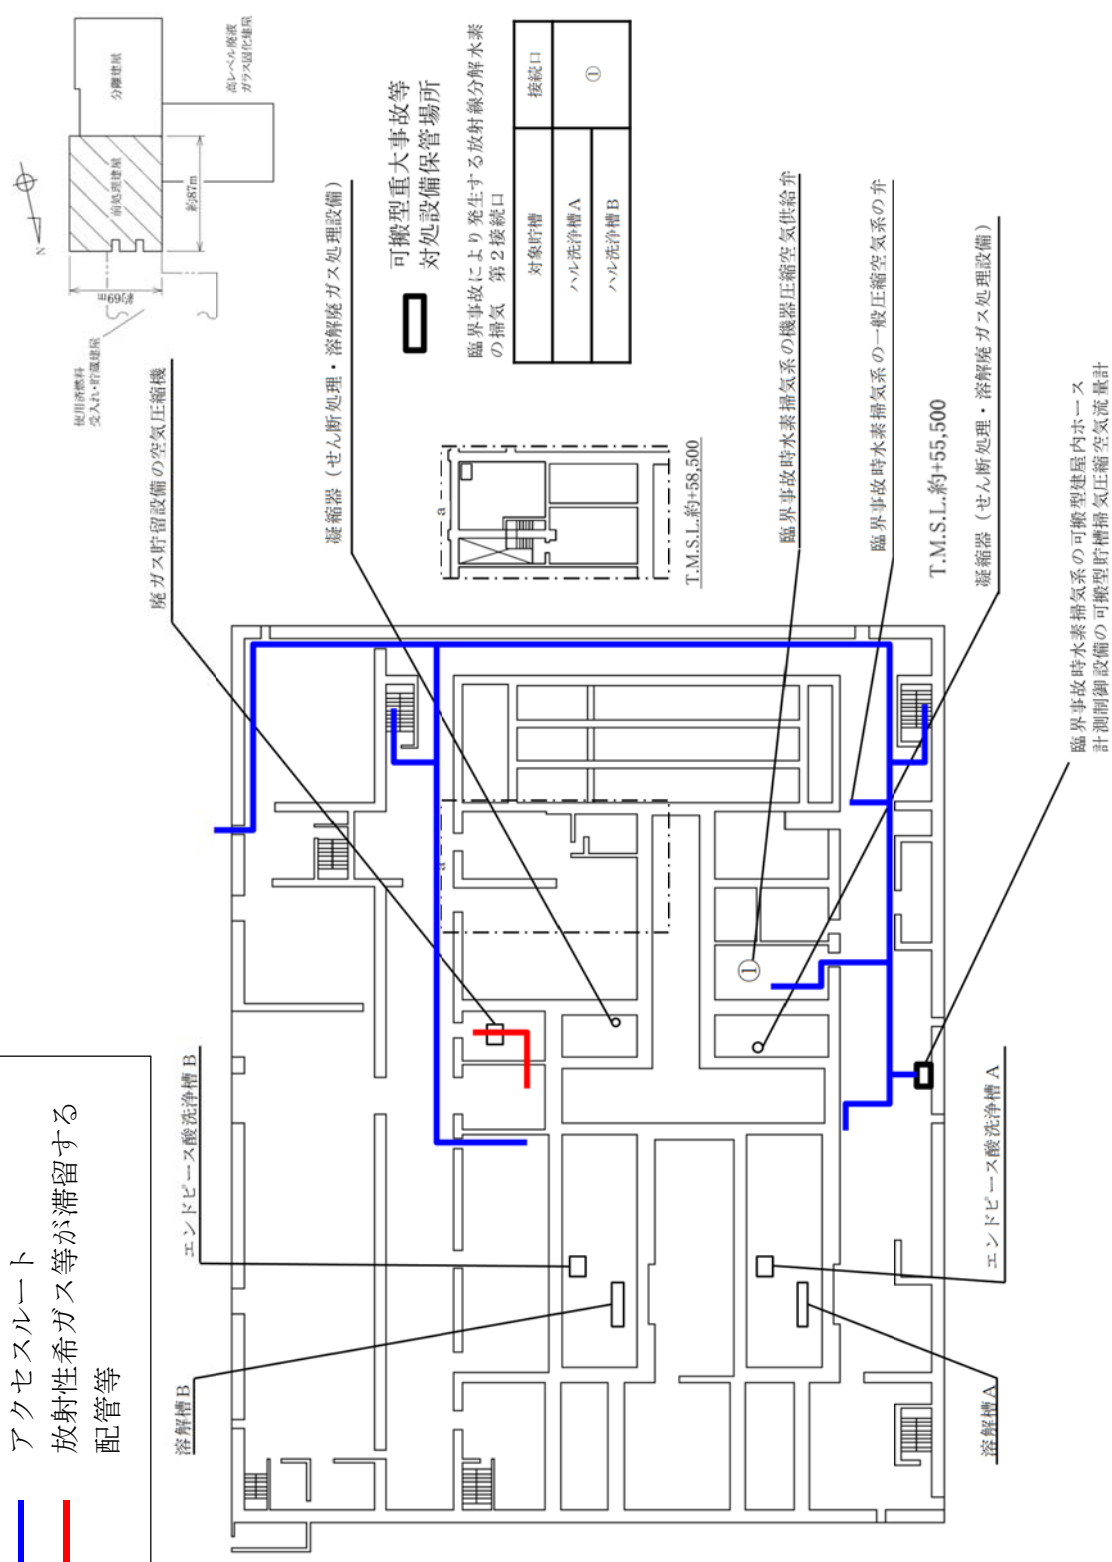 アクセスルート
放射性希ガス等が滞留する
配管等
溶解槽B
エンドピース酸洗浄槽 B
廃ガス貯留設備の空気圧縮機
凝縮器（せん断処理・溶解廃ガス処理設備）
使用済燃料
受入れ・貯蔵建屋
N
約69m
前処理建屋
約87m
分離建屋
高レベル廃液
ガラス固化建屋
可搬型重大事故等
対処設備保管場所
臨界事故により発生する放射線分解水素
の掃気 第２接続口
対象貯槽
接続口
ハル洗浄槽 A
ハル洗浄槽 B
①
a
T.M.S.L.約+58,500
a
①
臨界事故時水素掃気系の機器圧縮空気供給弁
臨界事故時水素掃気系の一般圧縮空気系の弁
T.M.S.L.約+55,500
凝縮器（せん断処理・溶解廃ガス処理設備）
臨界事故時水素掃気系の可搬型建屋内ホース
計測制御設備の可搬型貯槽掃気圧縮空気流量計
エンドピース酸洗浄槽 A
溶解槽A